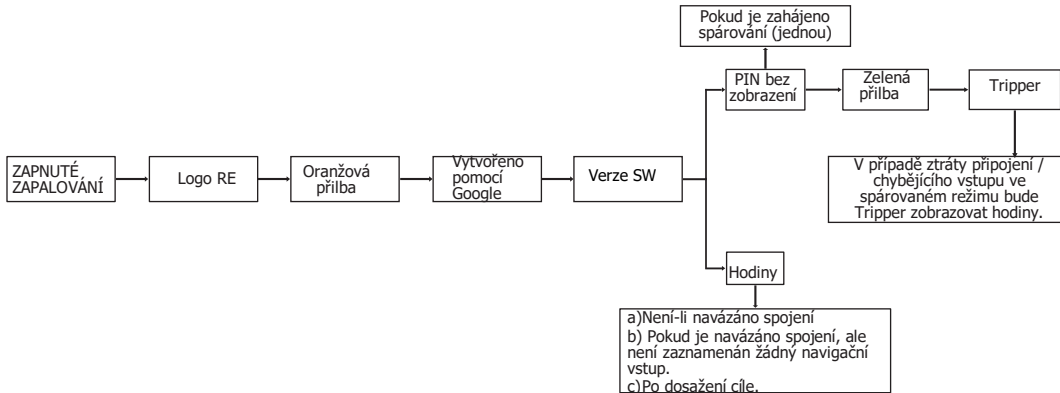 Pokud je zahájeno
spárování (jednou)
PIN bez
zobrazení
Zelená
přilba
Tripper
ZAPNUTÉ
ZAPALOVÁNÍ
Logo RE
Oranžová
přilba
Vytvořeno
pomocí
Google
Verze SW
V případě ztráty připojení /
chybějícího vstupu ve
spárovaném režimu bude
Tripper zobrazovat hodiny.
Hodiny
a)Není-li navázáno spojení
b) Pokud je navázáno spojení, ale
není zaznamenán žádný navigační
vstup.
c)Po dosažení cíle.